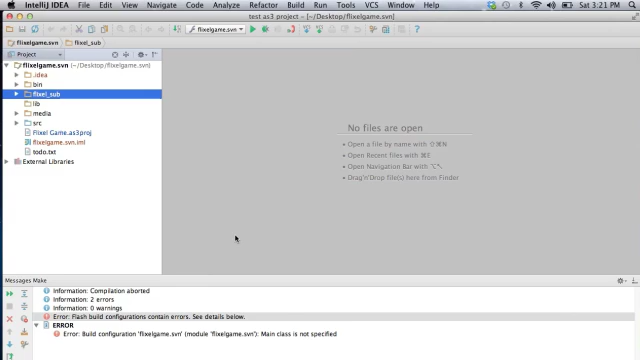 IntelliJ IDEA File Edit View Navigate Code Analyze Refactor Build Run Tools VCS Window Help Sat 3:21 PM
test as3 project – [~/Desktop/flixelgame.svn]
flixelgame.svn
flixelgame.svn flixel_sub
Project
flixelgame.svn (~/Desktop/flixelgame.svn)
.idea
bin
flixel_sub
lib
media
src
Flixel Game.as3proj
flixelgame.svn.iml
todo.txt
External Libraries
No files are open
• Open a file by name with ⇧⌘N
• Open Recent files with ⌘E
• Open Navigation Bar with ⌥↖
• Drag'n'Drop file(s) here from Finder
Messages Make
Information: Compilation aborted
Information: 2 errors
Information: 0 warnings
Error: Flash build configurations contain errors. See details below.
ERROR
Error: Build configuration 'flixelgame.svn' (module 'flixelgame.svn'): Main class is not specified